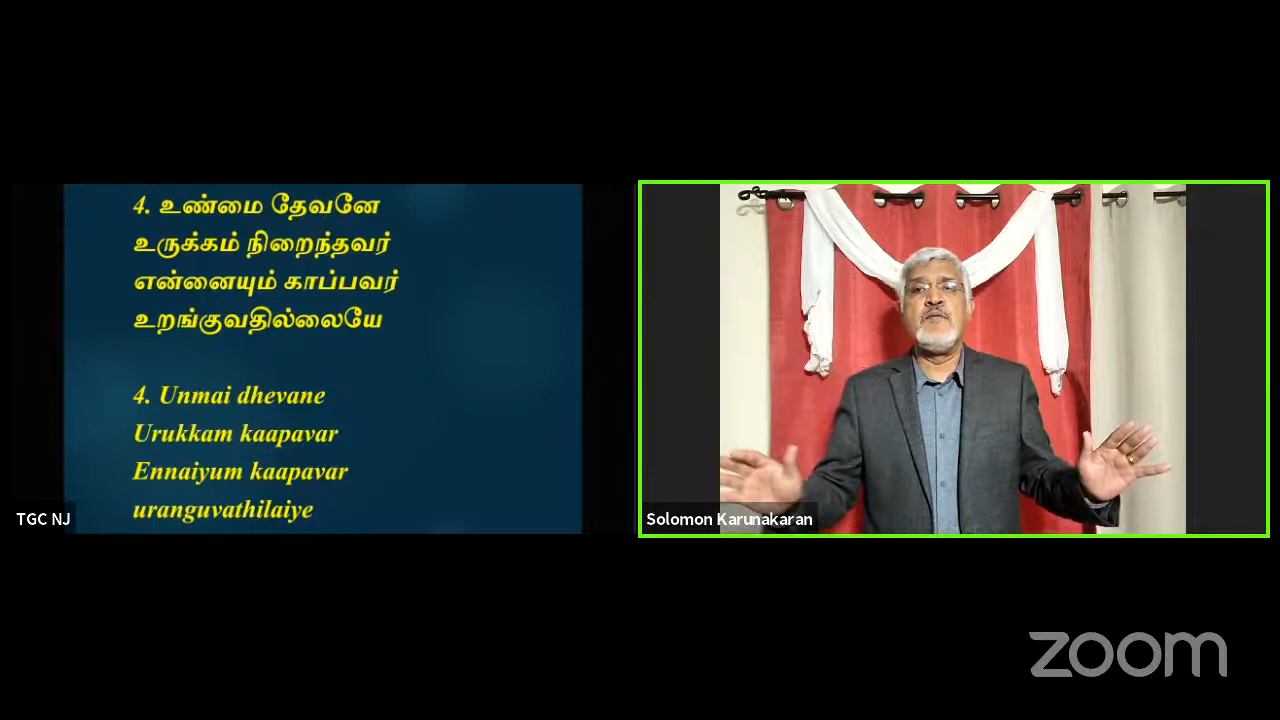 4. உண்மை தேவனே
உருக்கம் நிறைந்தவர்
என்னையும் காப்பவர்
உறங்குவதில்லையே
4. Unmai dhevane
Urukkam kaapavar
Ennaiyum kaapavar
uranguvathilaiye
TGC NJ
Solomon Karunakaran
zoom